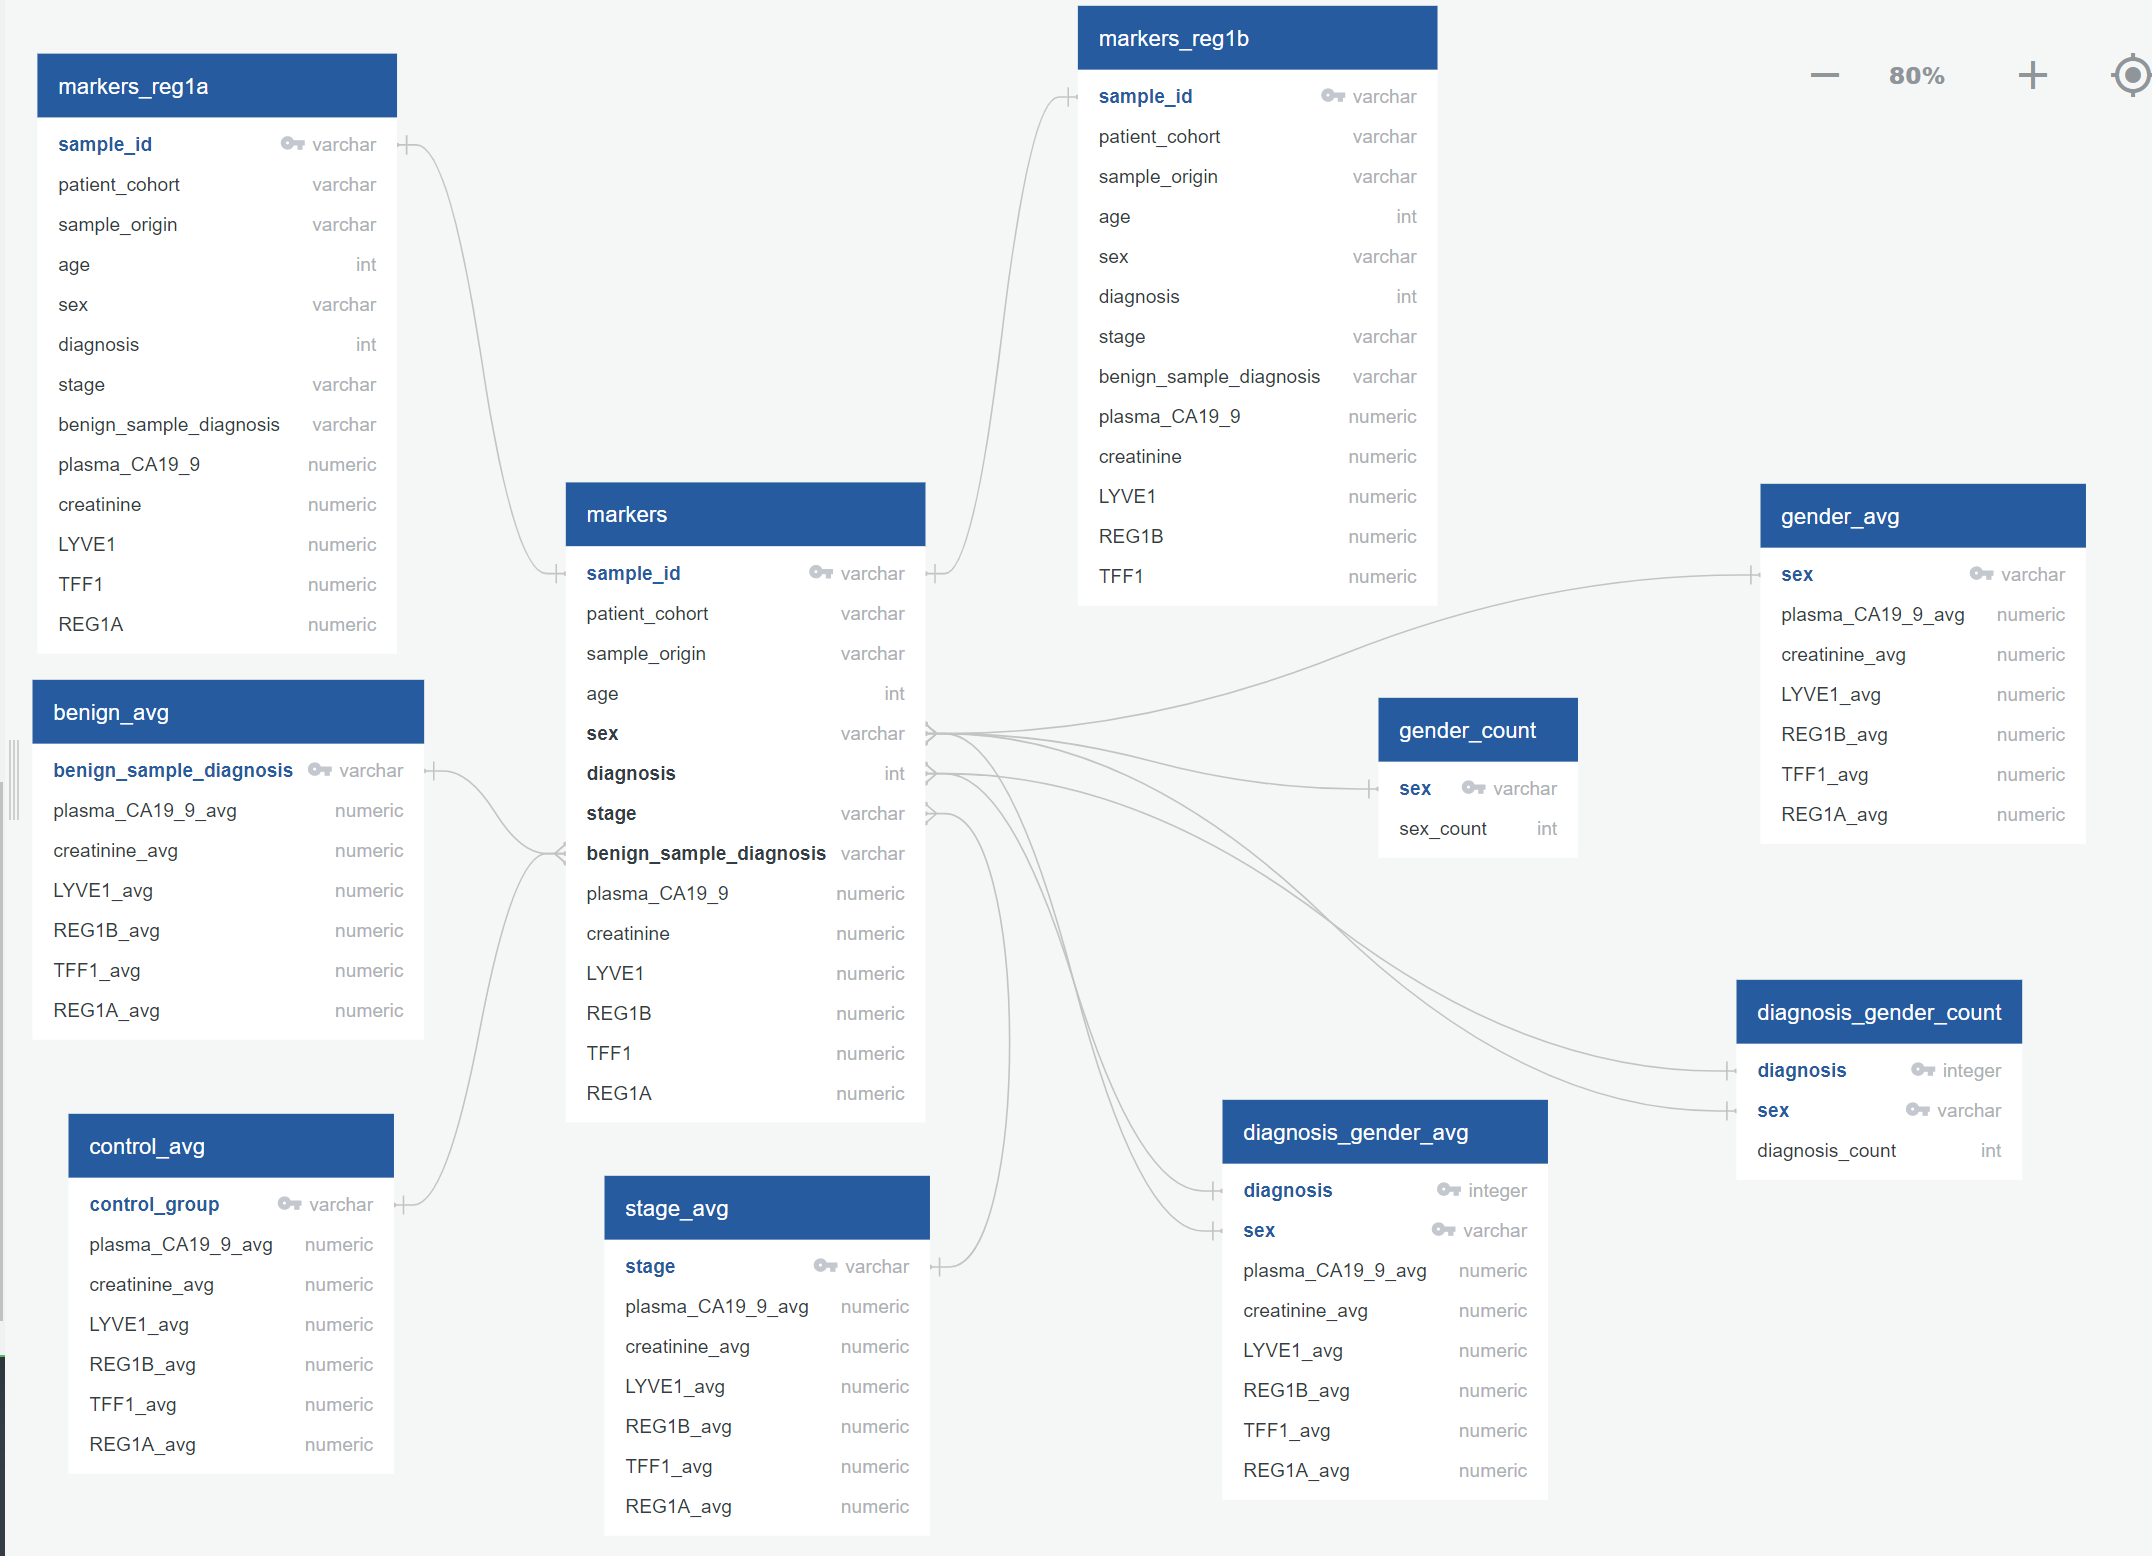 markers_reg1a
sample_id varchar
patient_cohort varchar
sample_origin varchar
age int
sex varchar
diagnosis int
stage varchar
benign_sample_diagnosis varchar
plasma_CA19_9 numeric
creatinine numeric
LYVE1 numeric
TFF1 numeric
REG1A numeric
benign_avg
benign_sample_diagnosis varchar
plasma_CA19_9_avg numeric
creatinine_avg numeric
LYVE1_avg numeric
REG1B_avg numeric
TFF1_avg numeric
REG1A_avg numeric
control_avg
control_group varchar
plasma_CA19_9_avg numeric
creatinine_avg numeric
LYVE1_avg numeric
REG1B_avg numeric
TFF1_avg numeric
REG1A_avg numeric
markers
sample_id varchar
patient_cohort varchar
sample_origin varchar
age int
sex varchar
diagnosis int
stage varchar
benign_sample_diagnosis varchar
plasma_CA19_9 numeric
creatinine numeric
LYVE1 numeric
REG1B numeric
TFF1 numeric
REG1A numeric
stage_avg
stage varchar
plasma_CA19_9_avg numeric
creatinine_avg numeric
LYVE1_avg numeric
REG1B_avg numeric
TFF1_avg numeric
REG1A_avg numeric
markers_reg1b
sample_id varchar
patient_cohort varchar
sample_origin varchar
age int
sex varchar
diagnosis int
stage varchar
benign_sample_diagnosis varchar
plasma_CA19_9 numeric
creatinine numeric
LYVE1 numeric
REG1B numeric
TFF1 numeric
80%
gender_count
sex varchar
sex_count int
gender_avg
sex varchar
plasma_CA19_9_avg numeric
creatinine_avg numeric
LYVE1_avg numeric
REG1B_avg numeric
TFF1_avg numeric
REG1A_avg numeric
diagnosis_gender_avg
diagnosis integer
sex varchar
plasma_CA19_9_avg numeric
creatinine_avg numeric
LYVE1_avg numeric
REG1B_avg numeric
TFF1_avg numeric
REG1A_avg numeric
diagnosis_gender_count
diagnosis integer
sex varchar
diagnosis_count int